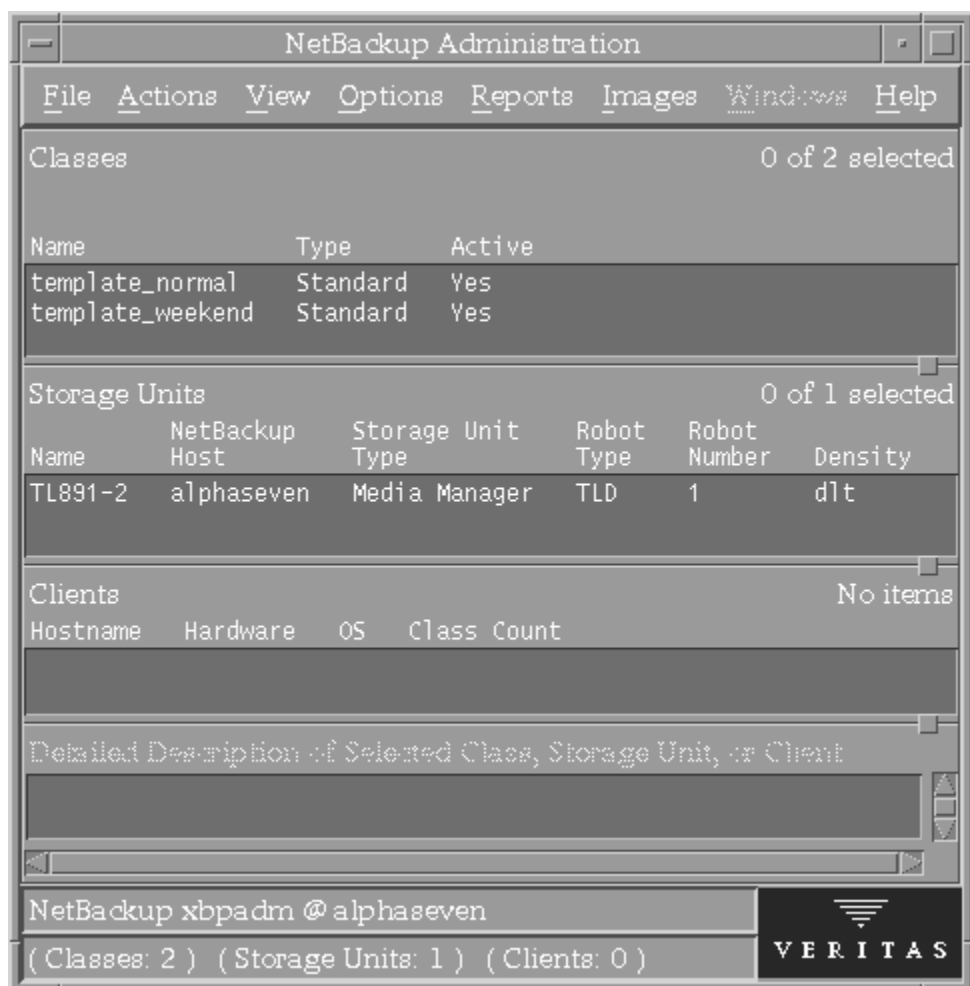 NetBackup Administration
File Actions View Options Reports Images Windows Help
Classes 0 of 2 selected
Name Type Active
template_normal Standard Yes
template_weekend Standard Yes
Storage Units 0 of 1 selected
NetBackup Storage Unit Robot Robot
Name Host Type Type Number Density
TL891-2 alphaseven Media Manager TLD 1 dlt
Clients No items
Hostname Hardware OS Class Count
Detailed Description of Selected Class, Storage Unit, or Client
NetBackup xbpadm @ alphaseven
VERITAS
( Classes: 2 ) ( Storage Units: 1 ) ( Clients: 0 )